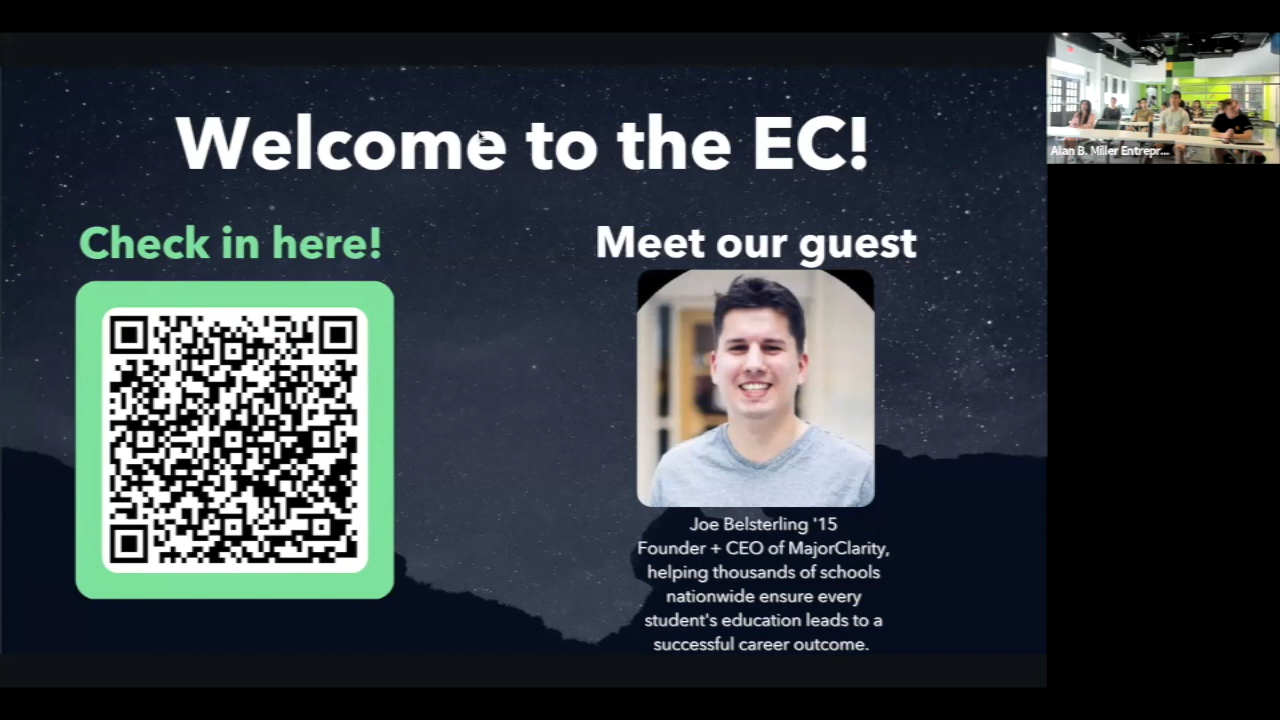 Welcome to the EC!
Check in here!
Meet our guest
Joe Belsterling '15
Founder + CEO of MajorClarity,
helping thousands of schools
nationwide ensure every
student's education leads to a
successful career outcome.
Alan B. Miller Entrepr...